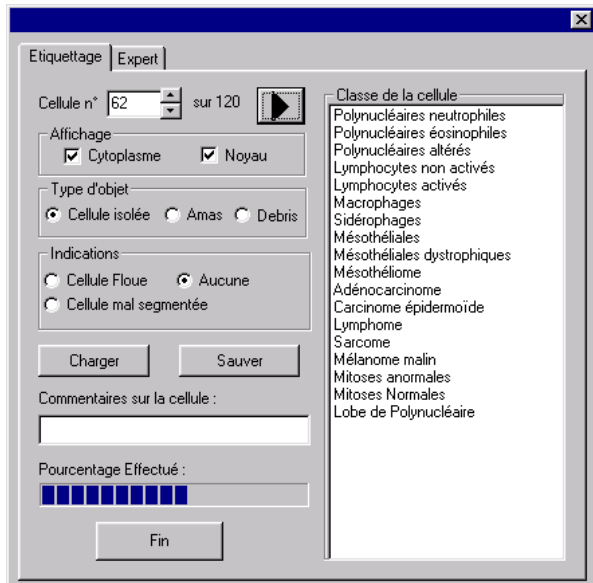 Etiquettage
Expert
Cellule n° 62 sur 120
Affichage
Cytoplasme Noyau
Type d'objet
Cellule isolée Amas Debris
Indications
Cellule Floue Aucune
Cellule mal segmentée
Charger Sauver
Commentaires sur la cellule :
Pourcentage Effectué :
Fin
Classe de la cellule
Polynucléaires neutrophiles
Polynucléaires éosinophiles
Polynucléaires altérés
Lymphocytes non activés
Lymphocytes activés
Macrophages
Sidérophages
Mésothéliales
Mésothéliales dystrophiques
Mésothéliome
Adénocarcinome
Carcinome épidermoïde
Lymphome
Sarcome
Mélanome malin
Mitoses anormales
Mitoses Normales
Lobe de Polynucléaire